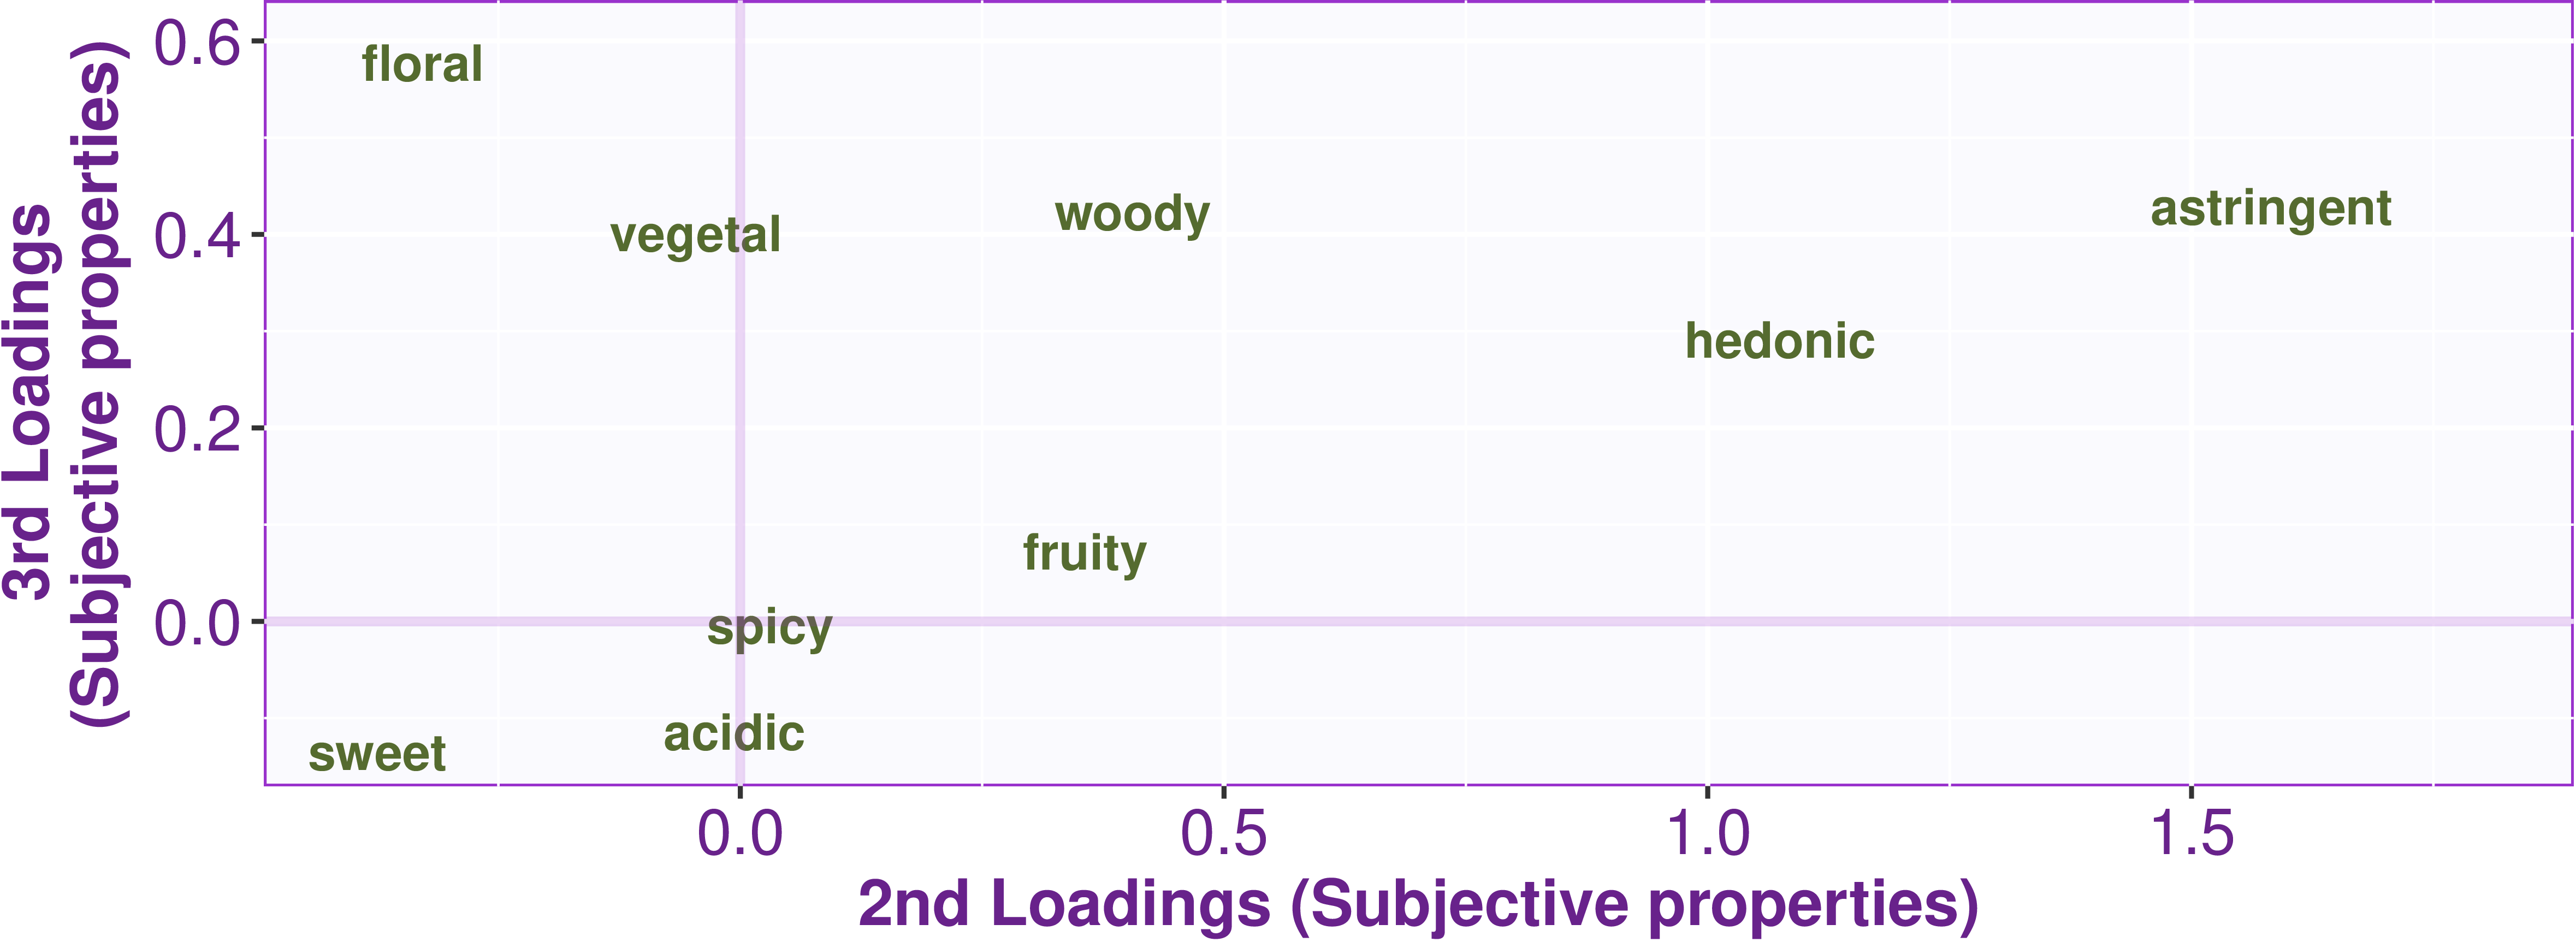 3rd Loadings
(Subjective properties)
0.6
0.4
0.2
0.0
floral
vegetal
woody
astringent
hedonic
fruity
spicy
acidic
sweet
0.0
0.5
1.0
1.5
2nd Loadings (Subjective properties)